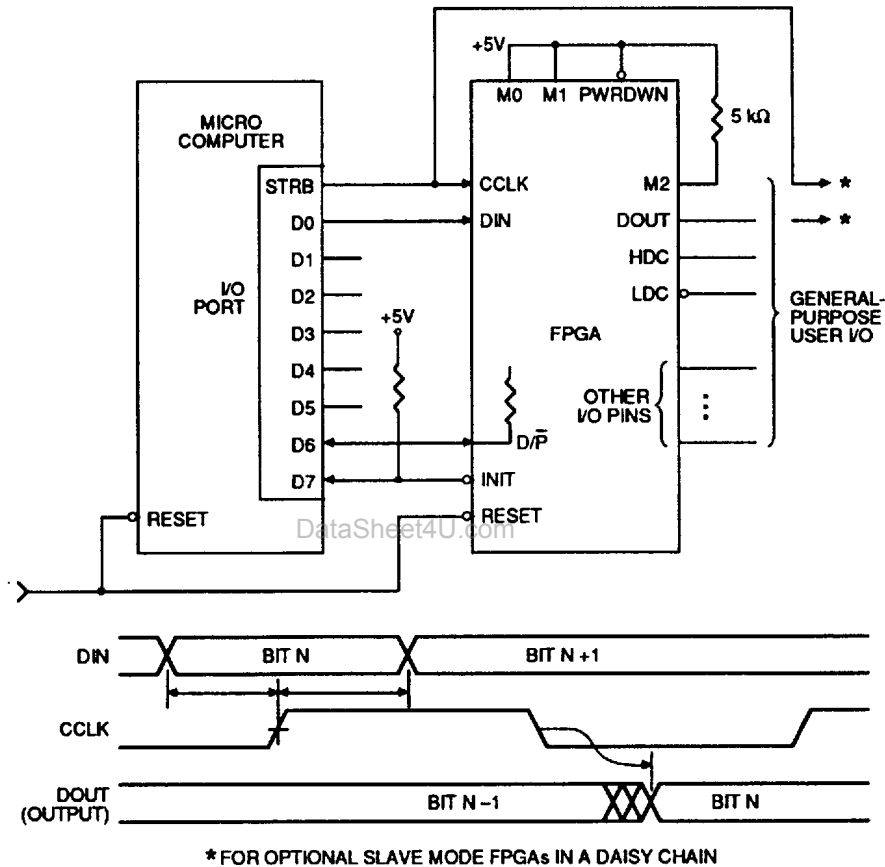 +5V
M0 M1 PWRDWN
MICRO
COMPUTER
5 kΩ
STRB
CCLK
M2
*
D0
DIN
DOUT
*
D1
HDC
I/O
PORT
D2
LDC
GENERAL-
PURPOSE
USER I/O
D3
+5V
FPGA
D4
D5
OTHER
I/O PINS
D6
D/P̅
D7
INIT
RESET
RESET
DataSheet4U.com
DIN
BIT N
BIT N +1
CCLK
DOUT
(OUTPUT)
BIT N –1
BIT N
* FOR OPTIONAL SLAVE MODE FPGAs IN A DAISY CHAIN